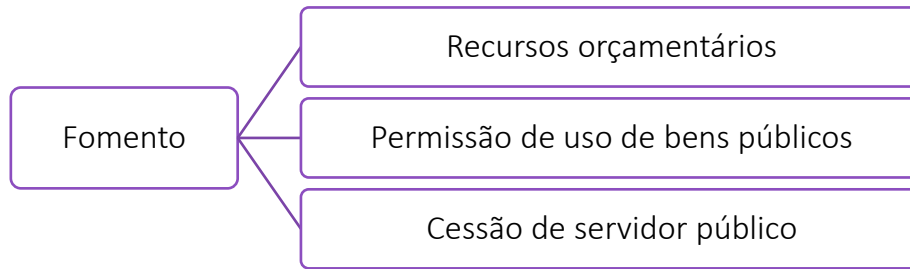 Fomento
Recursos orçamentários
Permissão de uso de bens públicos
Cessão de servidor público